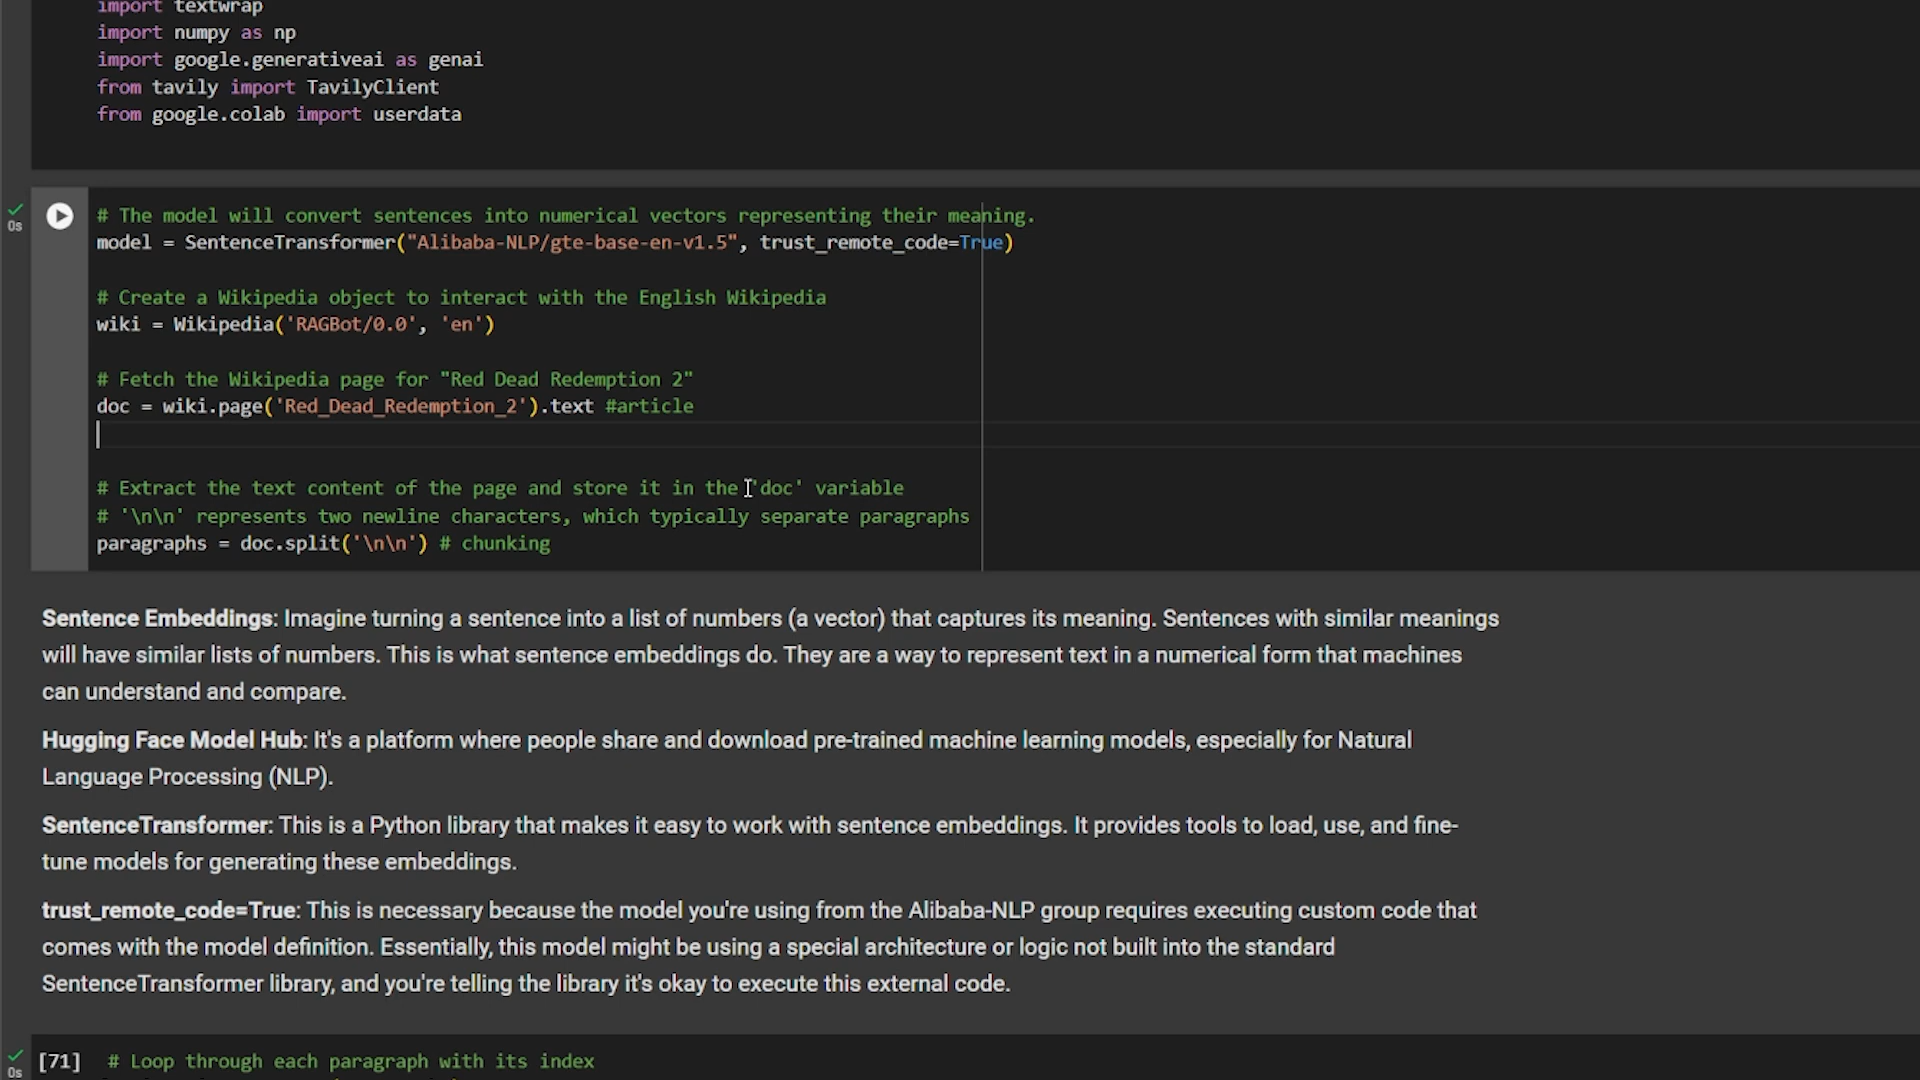 import textwrap
import numpy as np
import google.generativeai as genai
from tavily import TavilyClient
from google.colab import userdata
0s
# The model will convert sentences into numerical vectors representing their meaning.
model = SentenceTransformer("Alibaba-NLP/gte-base-en-v1.5", trust_remote_code=True)
# Create a Wikipedia object to interact with the English Wikipedia
wiki = Wikipedia('RAGBot/0.0', 'en')
# Fetch the Wikipedia page for "Red Dead Redemption 2"
doc = wiki.page('Red_Dead_Redemption_2').text #article
# Extract the text content of the page and store it in the 'doc' variable
# '\n\n' represents two newline characters, which typically separate paragraphs
paragraphs = doc.split('\n\n') # chunking
Sentence Embeddings: Imagine turning a sentence into a list of numbers (a vector) that captures its meaning. Sentences with similar meanings
will have similar lists of numbers. This is what sentence embeddings do. They are a way to represent text in a numerical form that machines
can understand and compare.
Hugging Face Model Hub: It's a platform where people share and download pre-trained machine learning models, especially for Natural
Language Processing (NLP).
SentenceTransformer: This is a Python library that makes it easy to work with sentence embeddings. It provides tools to load, use, and fine-
tune models for generating these embeddings.
trust_remote_code=True: This is necessary because the model you're using from the Alibaba-NLP group requires executing custom code that
comes with the model definition. Essentially, this model might be using a special architecture or logic not built into the standard
SentenceTransformer library, and you're telling the library it's okay to execute this external code.
[71] # Loop through each paragraph with its index
0s